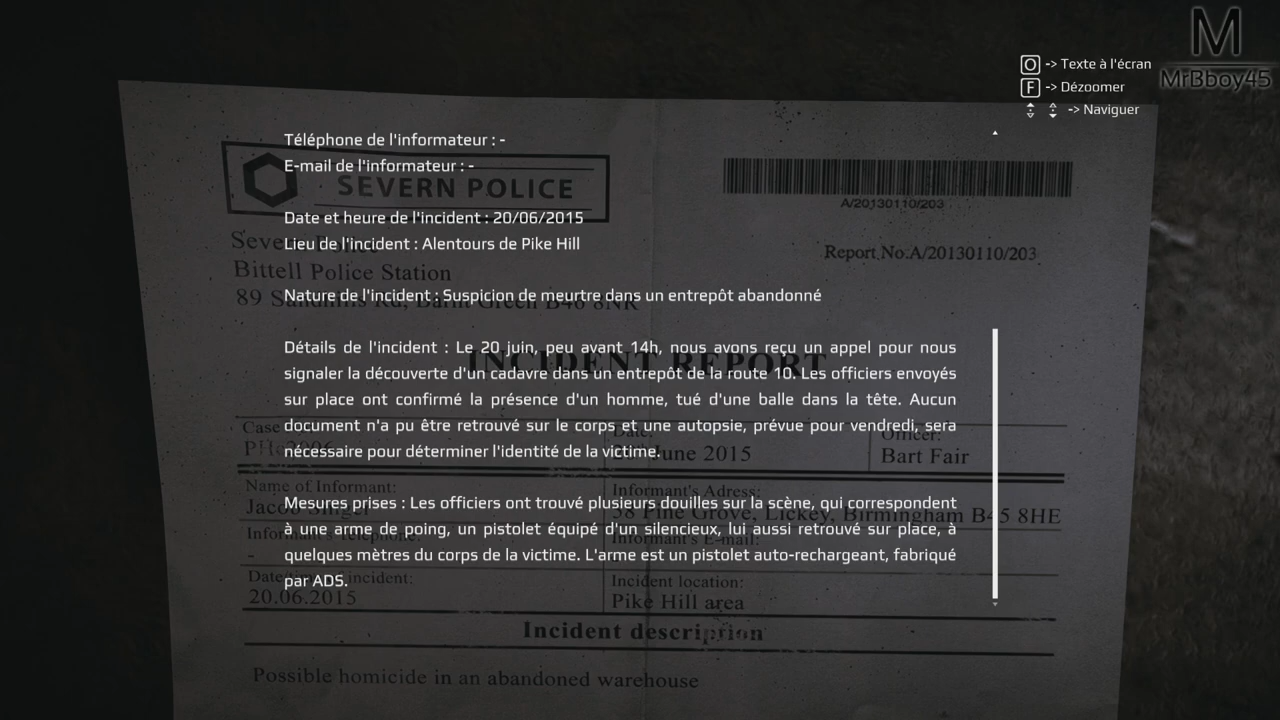 M
MrBboy45
O -> Texte à l'écran
F -> Dézoomer
-> Naviguer
Téléphone de l'informateur : -
E-mail de l'informateur : -
Date et heure de l'incident : 20/06/2015
Lieu de l'incident : Alentours de Pike Hill
Nature de l'incident : Suspicion de meurtre dans un entrepôt abandonné
Détails de l'incident : Le 20 juin, peu avant 14h, nous avons reçu un appel pour nous
signaler la découverte d'un cadavre dans un entrepôt de la route 10. Les officiers envoyés
sur place ont confirmé la présence d'un homme, tué d'une balle dans la tête. Aucun
document n'a pu être retrouvé sur le corps et une autopsie, prévue pour vendredi, sera
nécessaire pour déterminer l'identité de la victime.
Mesures prises : Les officiers ont trouvé plusieurs douilles sur la scène, qui correspondent
à une arme de poing, un pistolet équipé d'un silencieux, lui aussi retrouvé sur place, à
quelques mètres du corps de la victime. L'arme est un pistolet auto-rechargeant, fabriqué
par ADS.
SEVERN POLICE
A/20130110/203
Report No:A/20130110/203
Bittell Police Station
INCIDENT REPORT
Date:
June 2015
Officer:
Bart Fair
Name of Informant:
Informant's Adress:
Pine Grove, Lickey, Birmingham B45 8HE
Informant's E-mail:
-
20.06.2015
Incident location:
Pike Hill area
Incident description
Possible homicide in an abandoned warehouse